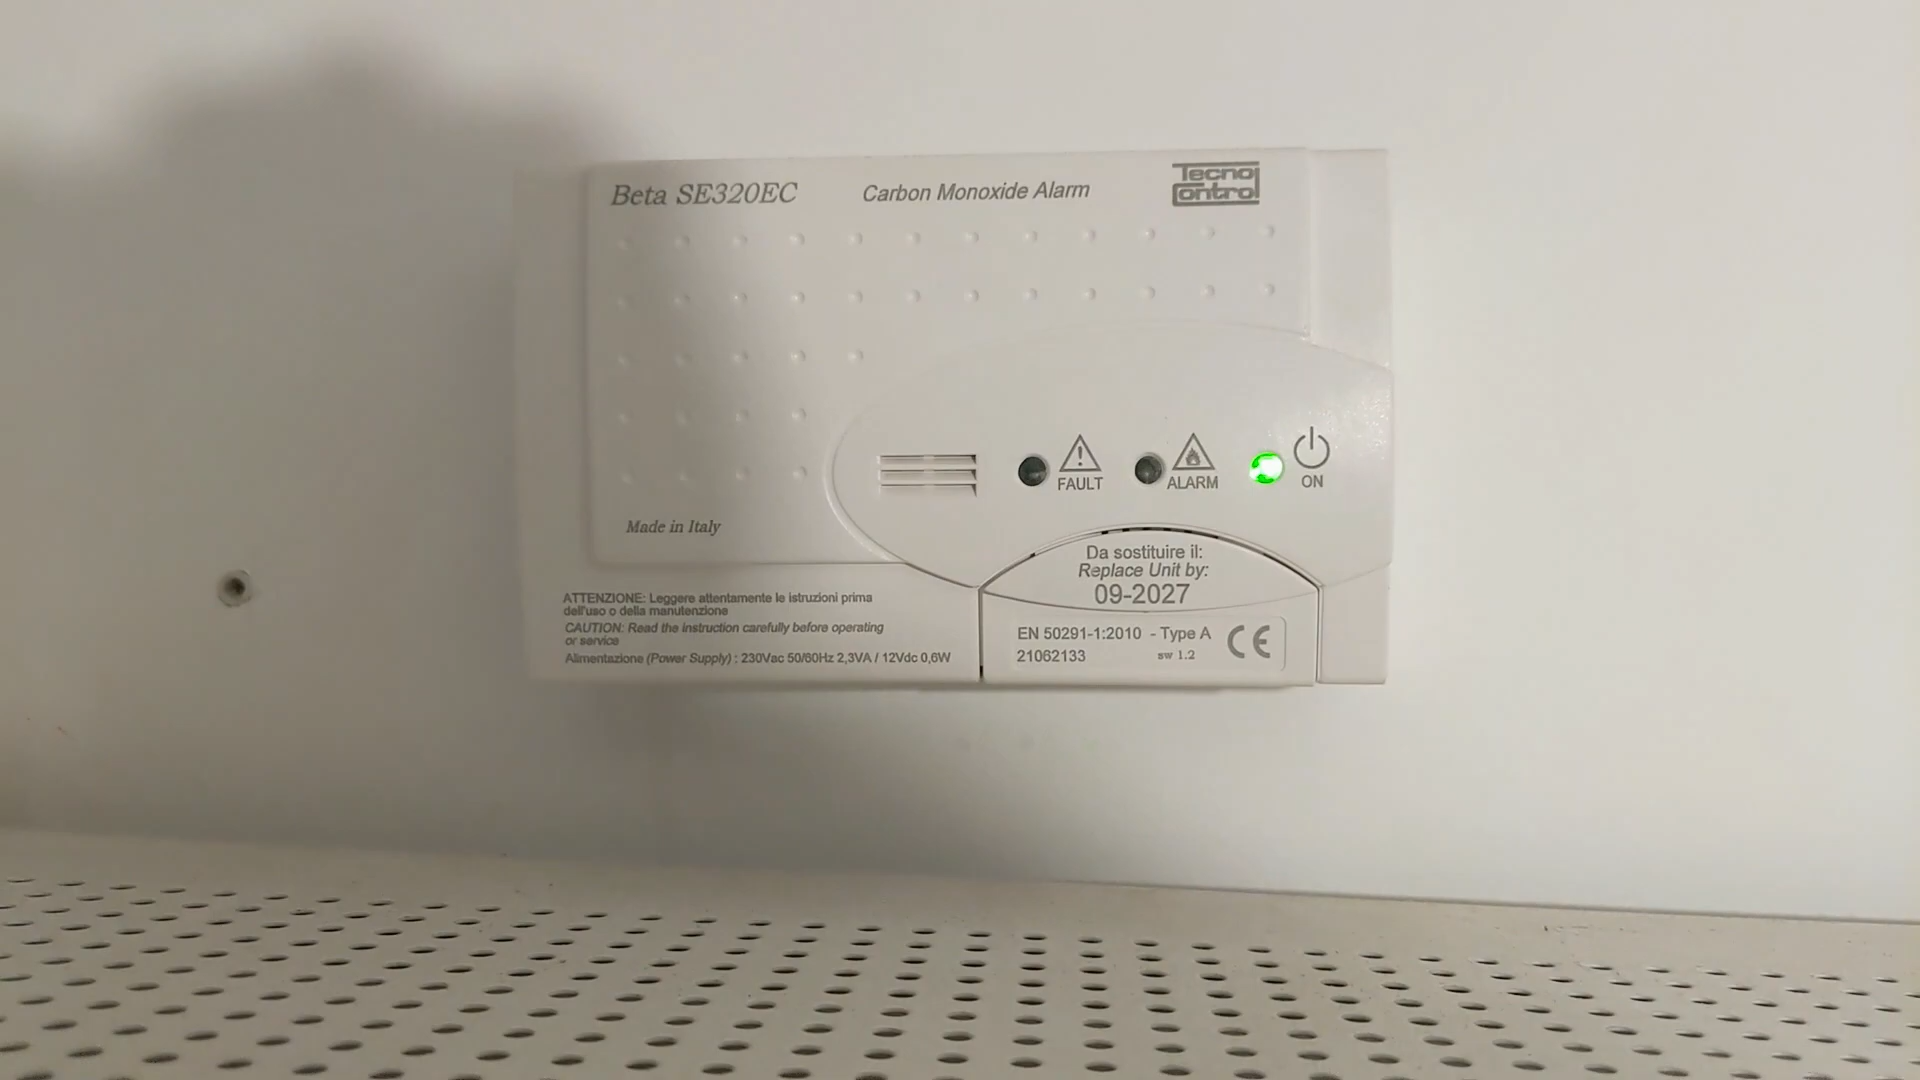 Beta SE320EC
Carbon Monoxide Alarm
Tecno
Control
FAULT
ALARM
ON
Made in Italy
Da sostituire il:
Replace Unit by:
09-2027
ATTENZIONE: Leggere attentamente le istruzioni prima
dell'uso o della manutenzione
CAUTION: Read the instruction carefully before operating
or service
Alimentazione (Power Supply) : 230Vac 50/60Hz 2,3VA / 12Vdc 0,6W
EN 50291-1:2010 - Type A
CE
21062133
sw 1.2